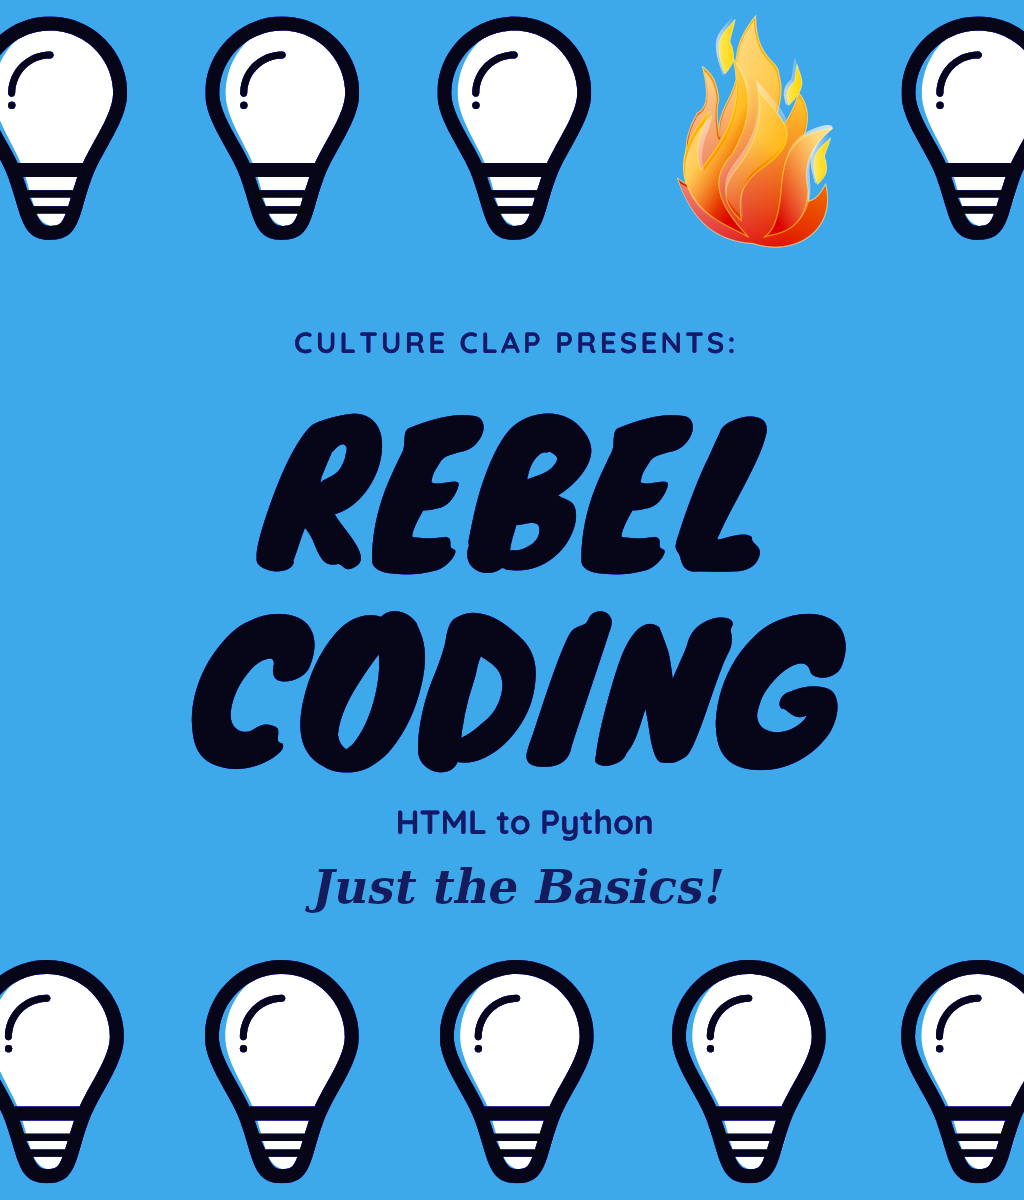 CULTURE CLAP PRESENTS:
REBEL
CODING
HTML to Python
Just the Basics!